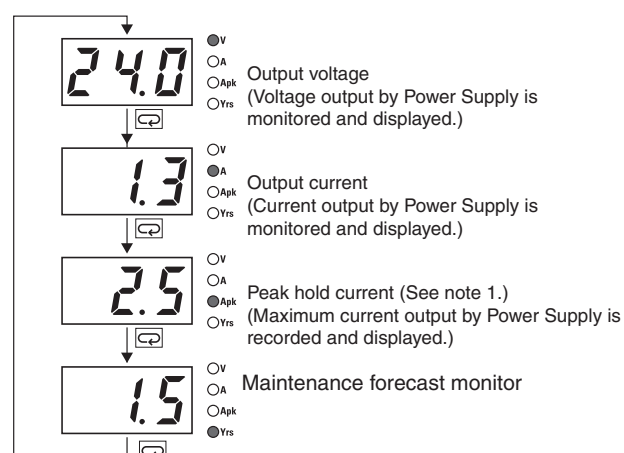 24.0
V
A
Apk
Yrs
Output voltage
(Voltage output by Power Supply is
monitored and displayed.)
1.3
V
A
Apk
Yrs
Output current
(Current output by Power Supply is
monitored and displayed.)
2.5
V
A
Apk
Yrs
Peak hold current (See note 1.)
(Maximum current output by Power Supply is
recorded and displayed.)
1.5
V
A
Apk
Yrs
Maintenance forecast monitor